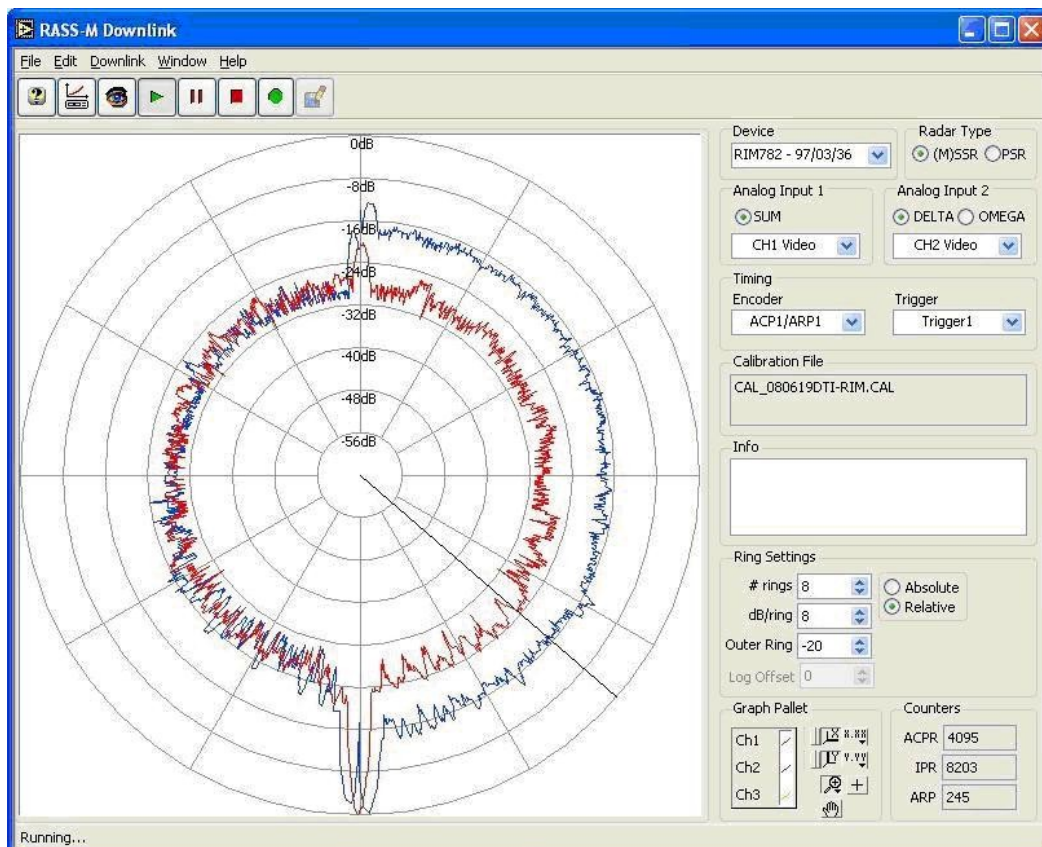 RASS-M Downlink
File Edit Downlink Window Help
0dB
-8dB
-16dB
-24dB
-32dB
-40dB
-48dB
-56dB
Device
RIM782 - 97/03/36
Radar Type
(M)SSR PSR
Analog Input 1
SUM
CH1 Video
Analog Input 2
DELTA OMEGA
CH2 Video
Timing
Encoder
ACP1/ARP1
Trigger
Trigger1
Calibration File
CAL_080619DTI-RIM.CAL
Info
Ring Settings
# rings 8
dB/ring 8
Outer Ring -20
Log Offset 0
Absolute
Relative
Graph Pallet
Ch1
Ch2
Ch3
X X.XX
Y Y.YY
Counters
ACPR 4095
IPR 8203
ARP 245
Running...